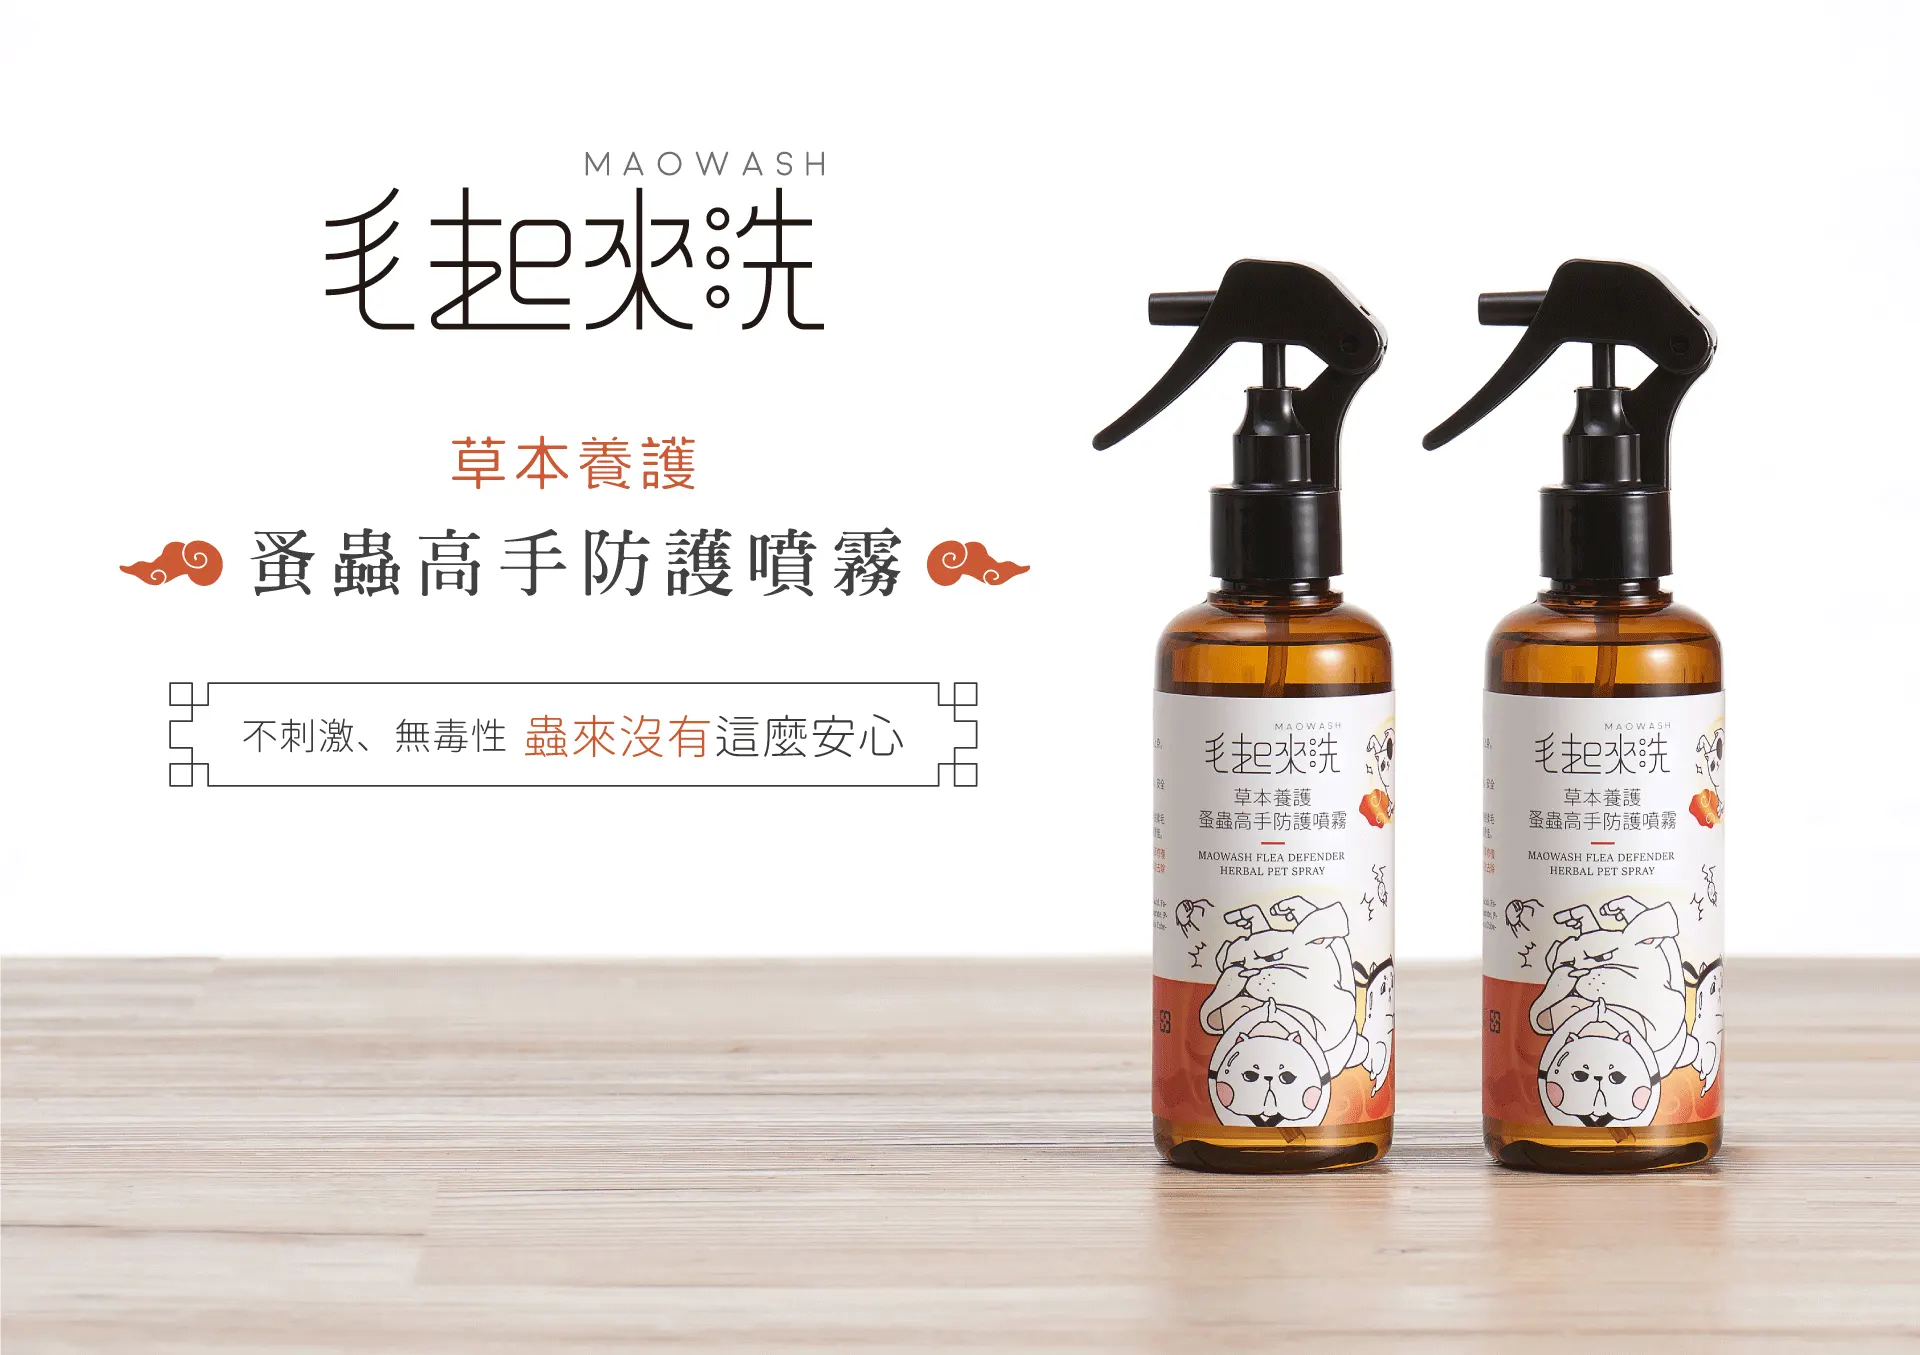 MAOWASH
毛起來洗
草本養護
蚤蟲高手防護噴霧
不刺激、無毒性 蟲來沒有這麼安心
MAOWASH
毛起來洗
草本養護
蚤蟲高手防護噴霧
MAOWASH FLEA DEFENDER
HERBAL PET SPRAY
MAOWASH
毛起來洗
草本養護
蚤蟲高手防護噴霧
MAOWASH FLEA DEFENDER
HERBAL PET SPRAY